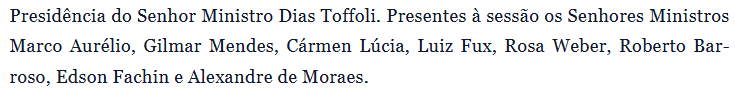 Presidência do Senhor Ministro Dias Toffoli. Presentes à sessão os Senhores Ministros
Marco Aurélio, Gilmar Mendes, Cármen Lúcia, Luiz Fux, Rosa Weber, Roberto Bar-
roso, Edson Fachin e Alexandre de Moraes.